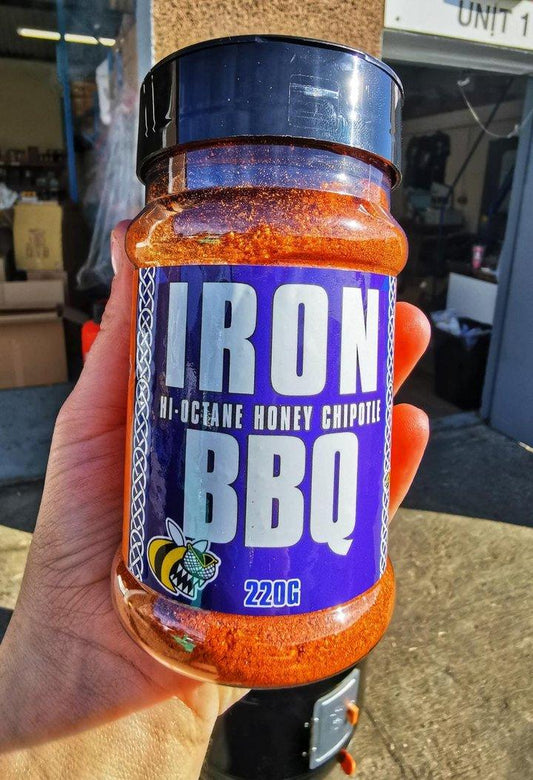 UNIT 1
IRON
HI-OCTANE HONEY CHIPOTLE
BBQ
220G